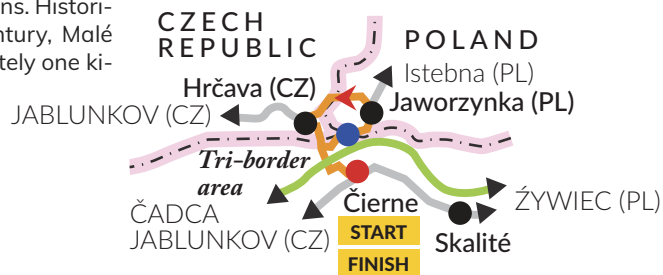 ns. Histori-
ntury, Malé
tely one ki-
CZECH
REPUBLIC
POLAND
Istebna (PL)
Hrčava (CZ)
Jaworzynka (PL)
JABLUNKOV (CZ)
Tri-border
area
Čierne
ŹYWIEC (PL)
ČADCA
JABLUNKOV (CZ)
START
Skalité
FINISH